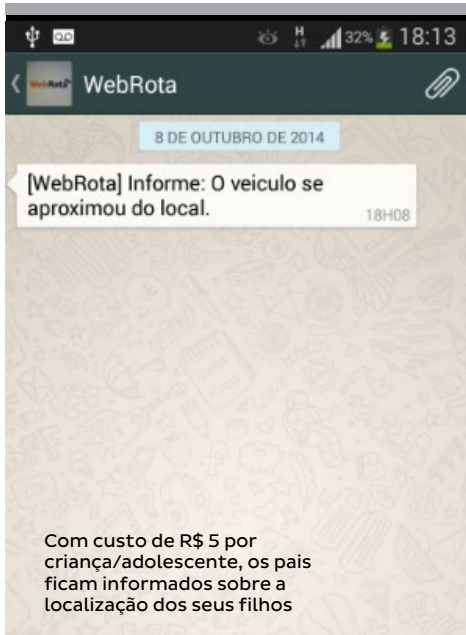 H 32% 18:13
WebRota WebRota
8 DE OUTUBRO DE 2014
[WebRota] Informe: O veiculo se
aproximou do local.
18H08
Com custo de R$ 5 por
criança/adolescente, os pais
ficam informados sobre a
localização dos seus filhos